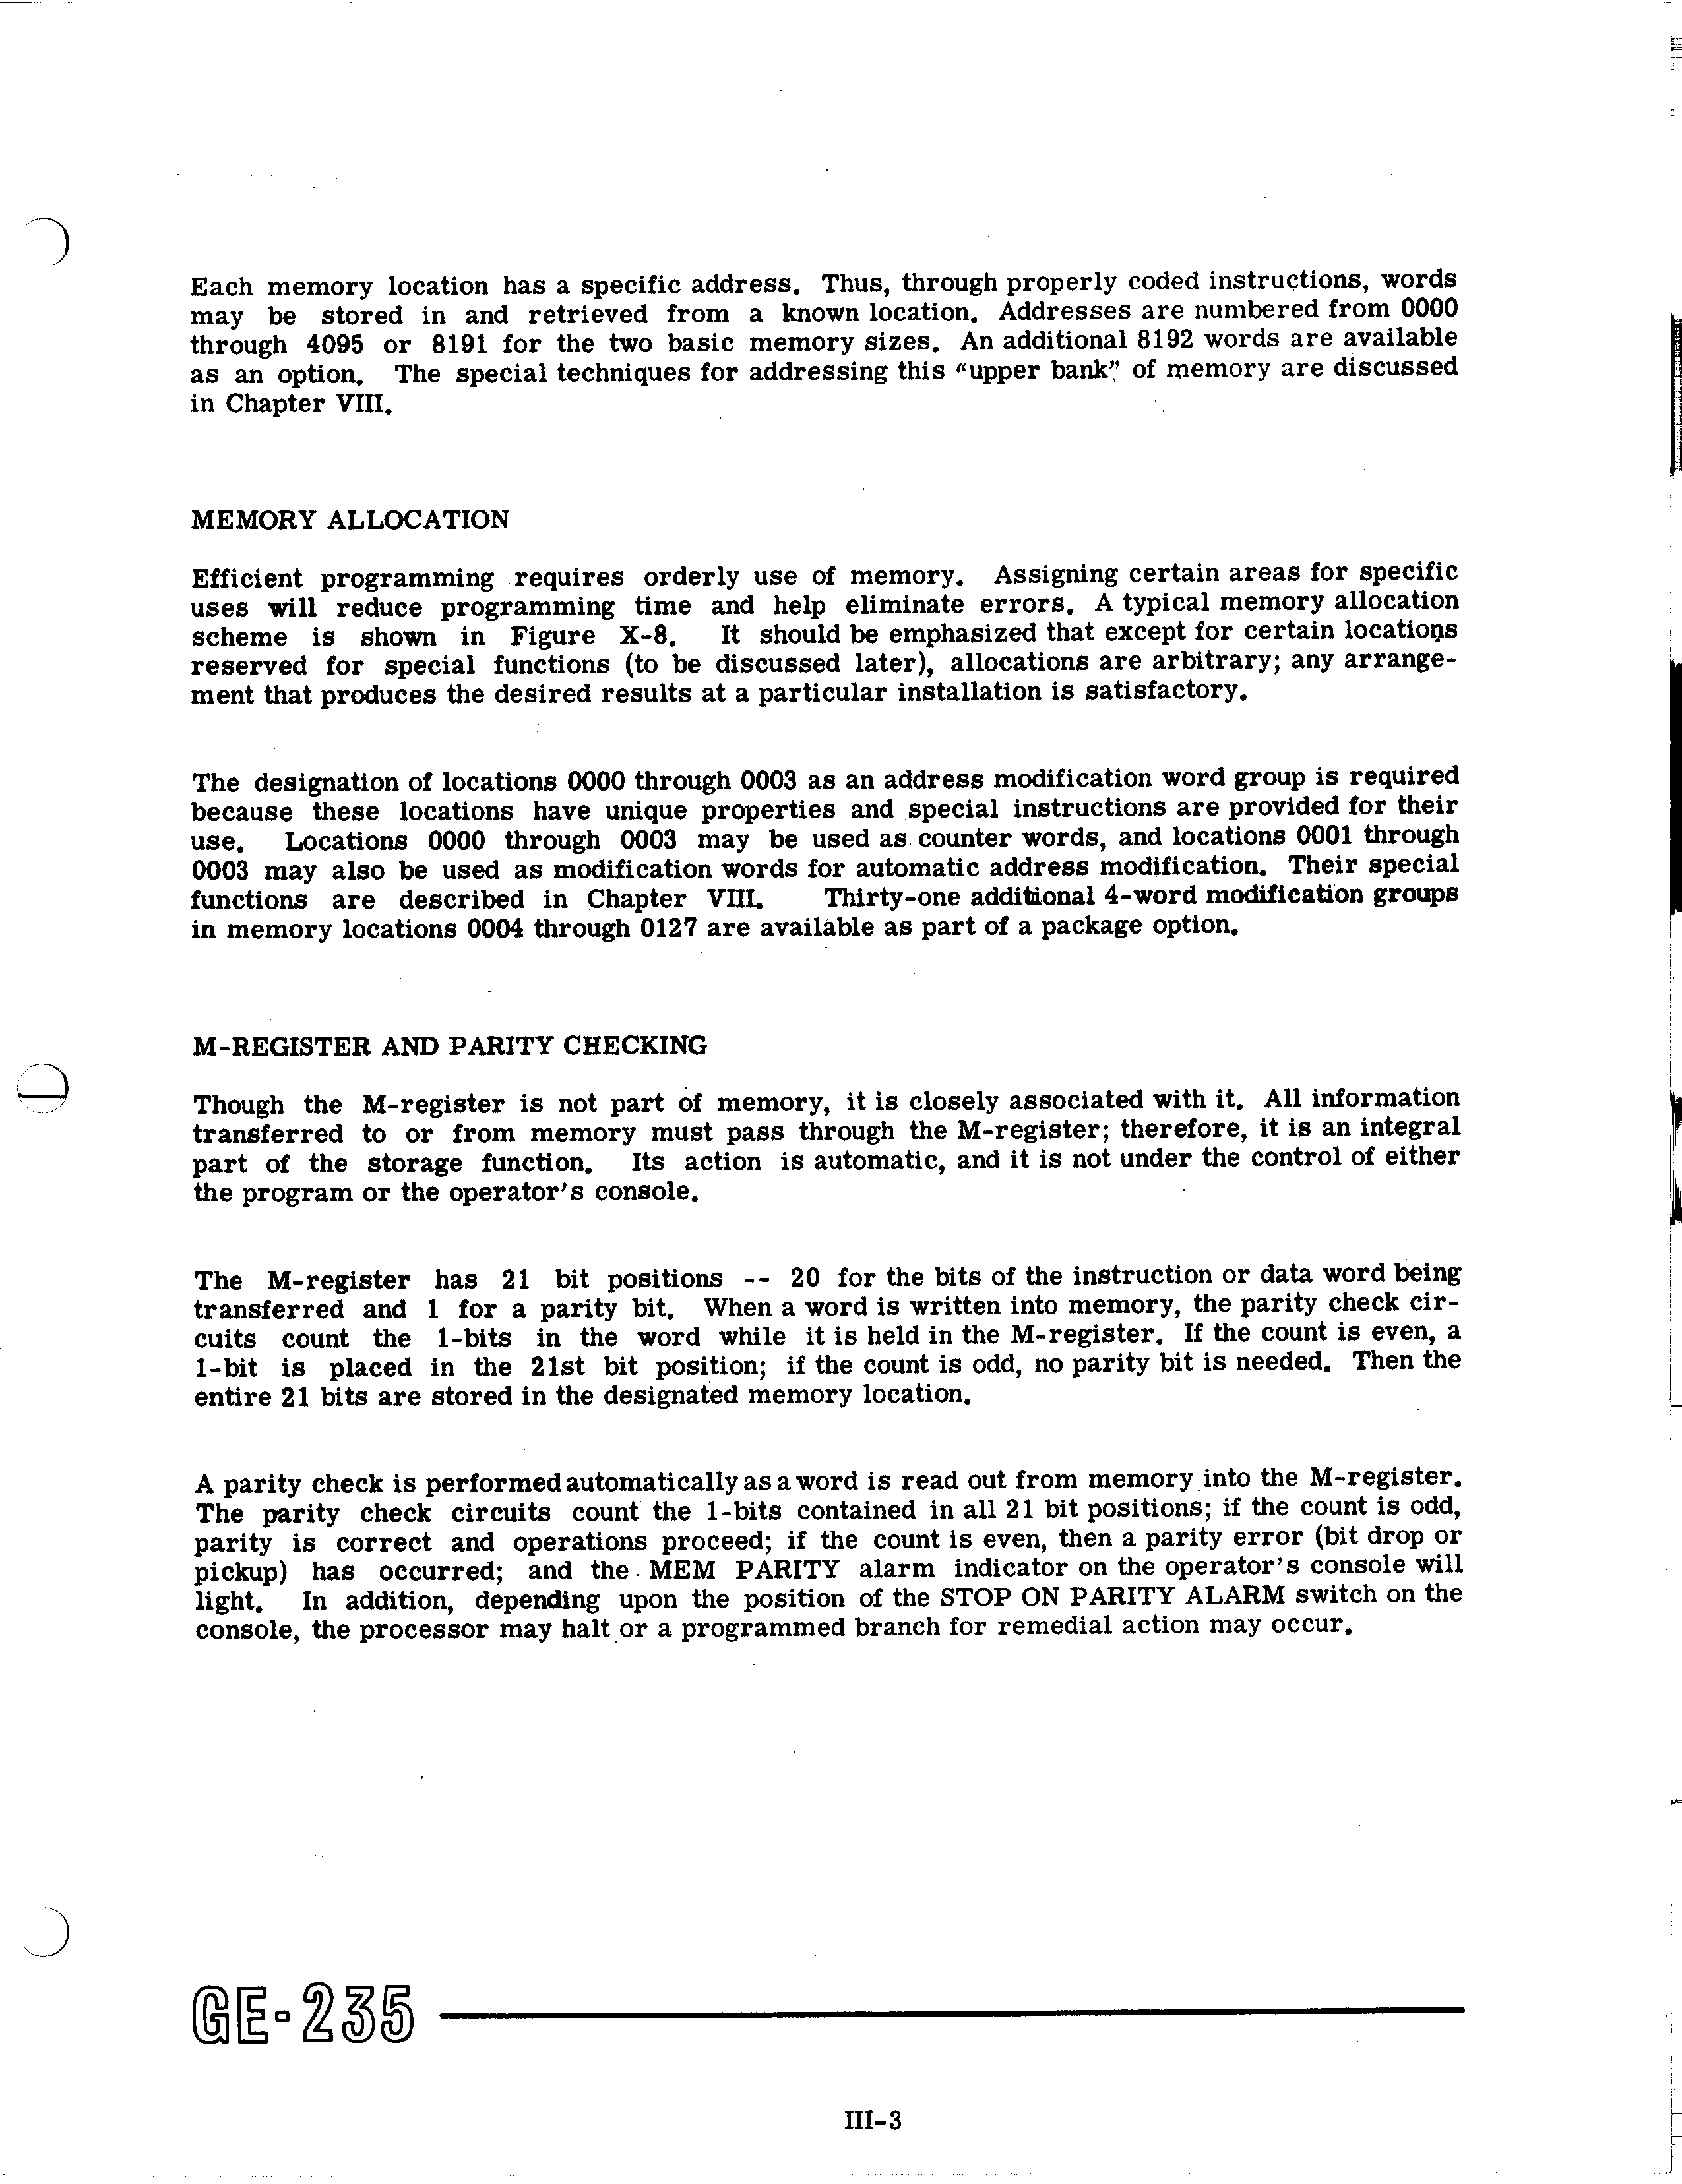 Each memory location has a specific address. Thus, through properly coded instructions, words
may be stored in and retrieved from a known location. Addresses are numbered from 0000
through 4095 or 8191 for the two basic memory sizes. An additional 8192 words are available
as an option. The special techniques for addressing this “upper bank” of memory are discussed
in Chapter VIII.
MEMORY ALLOCATION
Efficient programming requires orderly use of memory. Assigning certain areas for specific
uses will reduce programming time and help eliminate errors. A typical memory allocation
scheme is shown in Figure X-8. It should be emphasized that except for certain locations
reserved for special functions (to be discussed later), allocations are arbitrary; any arrange-
ment that produces the desired results at a particular installation is satisfactory.
The designation of locations 0000 through 0003 as an address modification word group is required
because these locations have unique properties and special instructions are provided for their
use. Locations 0000 through 0003 may be used as counter words, and locations 0001 through
0003 may also be used as modification words for automatic address modification. Their special
functions are described in Chapter VIII. Thirty-one additional 4-word modification groups
in memory locations 0004 through 0127 are available as part of a package option.
M-REGISTER AND PARITY CHECKING
Though the M-register is not part of memory, it is closely associated with it. All information
transferred to or from memory must pass through the M-register; therefore, it is an integral
part of the storage function. Its action is automatic, and it is not under the control of either
the program or the operator's console.
The M-register has 21 bit positions -- 20 for the bits of the instruction or data word being
transferred and 1 for a parity bit. When a word is written into memory, the parity check cir-
cuits count the 1-bits in the word while it is held in the M-register. If the count is even, a
1-bit is placed in the 21st bit position; if the count is odd, no parity bit is needed. Then the
entire 21 bits are stored in the designated memory location.
A parity check is performed automatically as a word is read out from memory into the M-register.
The parity check circuits count the 1-bits contained in all 21 bit positions; if the count is odd,
parity is correct and operations proceed; if the count is even, then a parity error (bit drop or
pickup) has occurred; and the MEM PARITY alarm indicator on the operator's console will
light. In addition, depending upon the position of the STOP ON PARITY ALARM switch on the
console, the processor may halt or a programmed branch for remedial action may occur.
GE-235
III-3